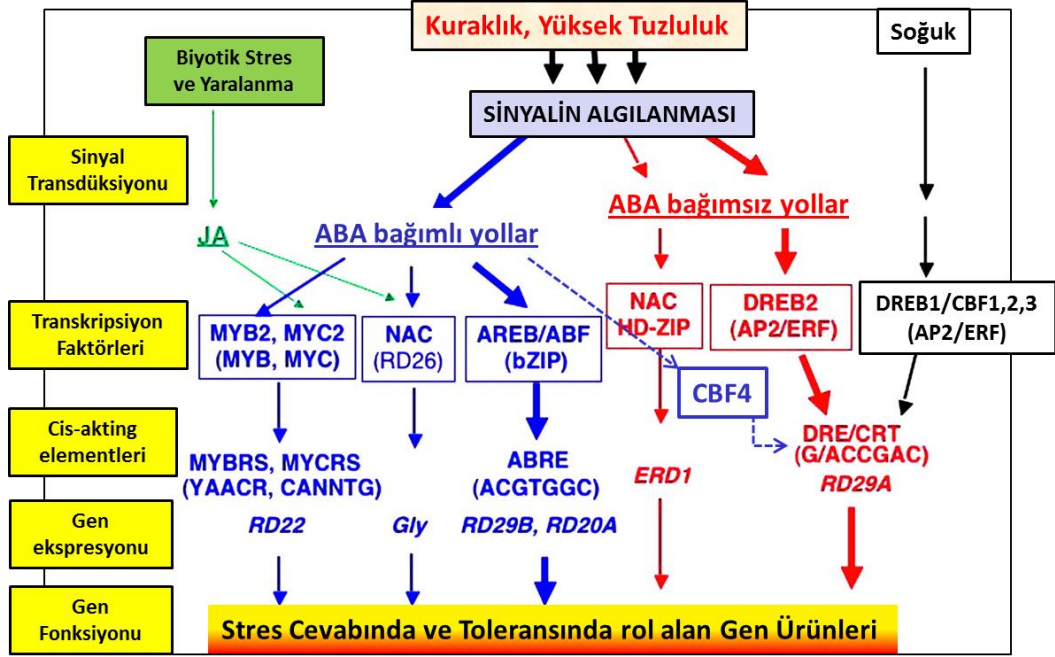 Kuraklık, Yüksek Tuzluluk
Soğuk
Biyotik Stres
ve Yaralanma
SİNYALİN ALGILANMASI
Sinyal
Transdüksiyonu
JA
ABA bağımlı yollar
ABA bağımsız yollar
Transkripsiyon
Faktörleri
MYB2, MYC2
(MYB, MYC)
NAC
(RD26)
AREB/ABF
(bZIP)
NAC
HD-ZIP
DREB2
(AP2/ERF)
DREB1/CBF1,2,3
(AP2/ERF)
CBF4
Cis-akting
elementleri
MYBRS, MYCRS
(YAACR, CANNTG)
ABRE
(ACGTGGC)
ERD1
DRE/CRT
(G/ACCGAC)
RD29A
Gen
ekspresyonu
RD22
Gly
RD29B, RD20A
Gen
Fonksiyonu
Stres Cevabında ve Toleransında rol alan Gen Ürünleri